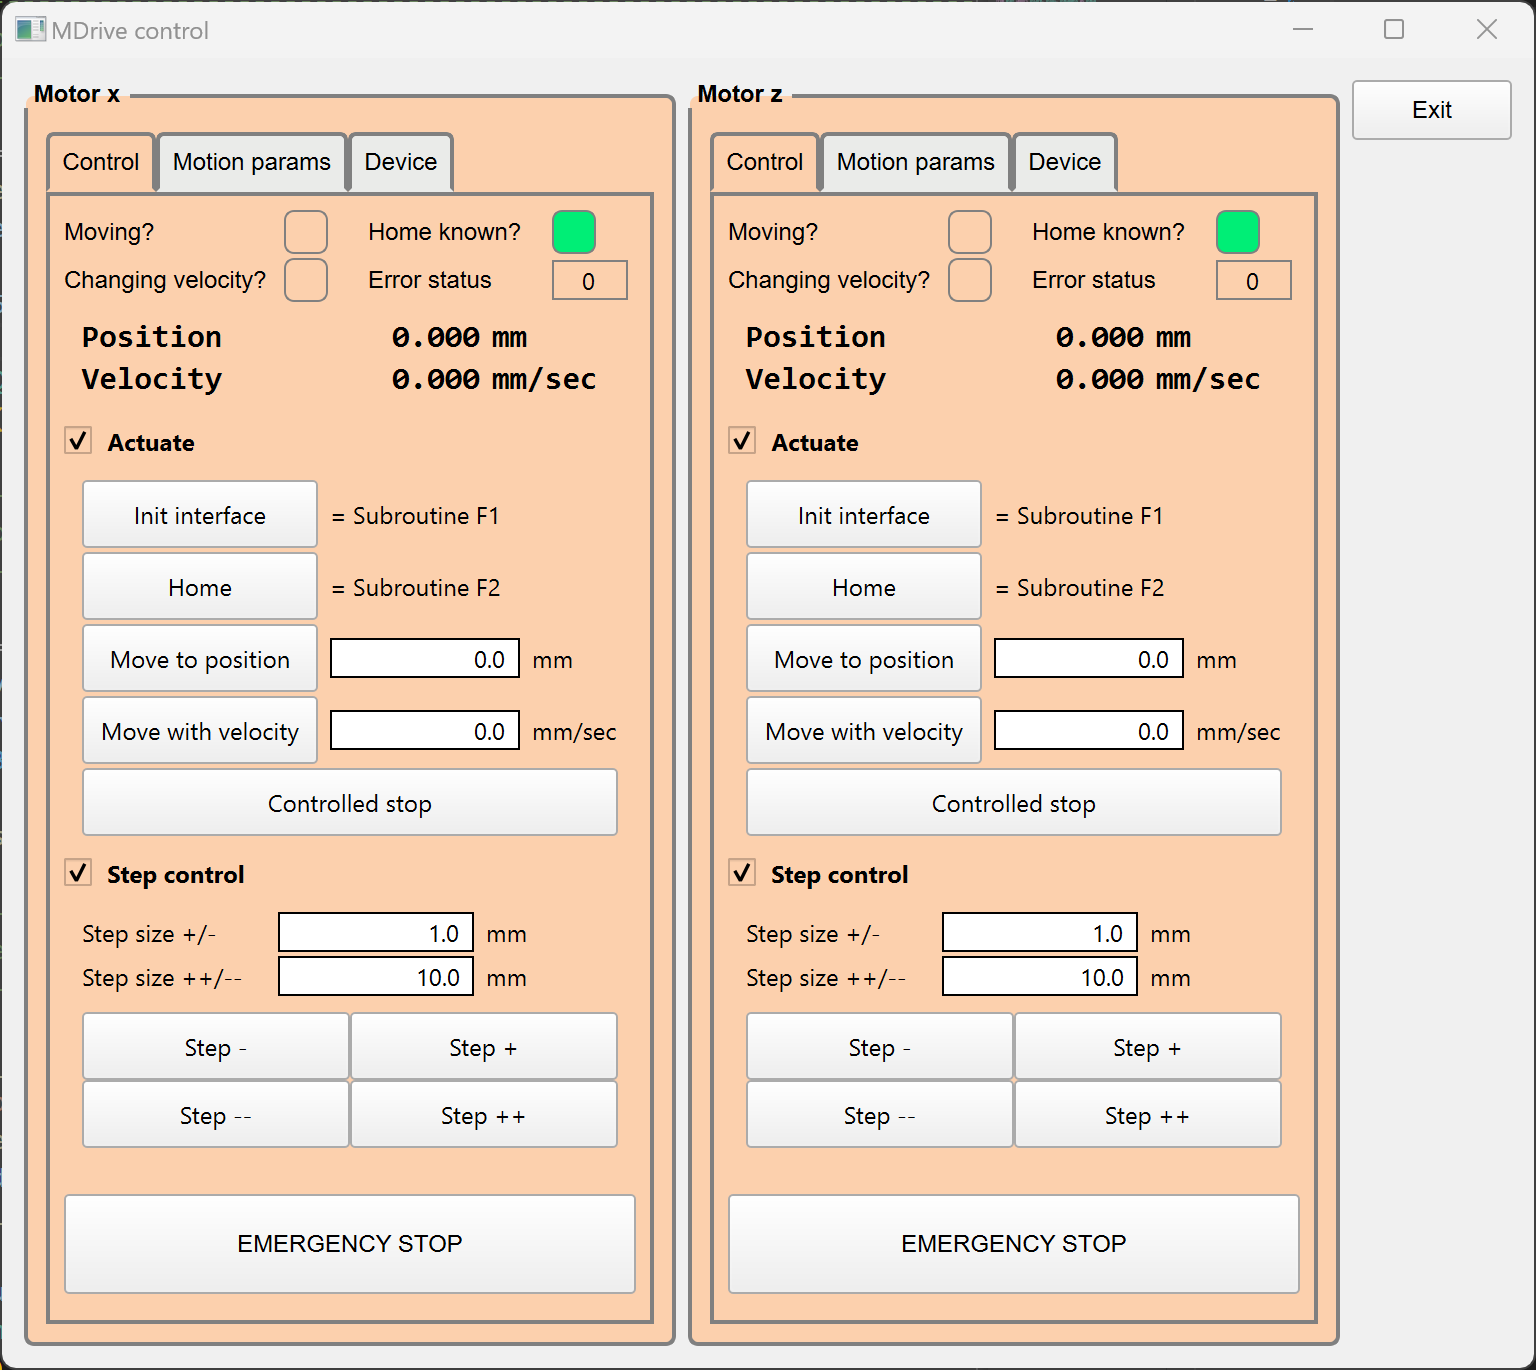 MDrive control
Motor x
Control Motion params Device
Moving? Home known?
Changing velocity? Error status 0
Position 0.000 mm
Velocity 0.000 mm/sec
Actuate
Init interface = Subroutine F1
Home = Subroutine F2
Move to position 0.0 mm
Move with velocity 0.0 mm/sec
Controlled stop
Step control
Step size +/- 1.0 mm
Step size ++/-- 10.0 mm
Step - Step +
Step -- Step ++
EMERGENCY STOP
Motor z
Control Motion params Device
Moving? Home known?
Changing velocity? Error status 0
Position 0.000 mm
Velocity 0.000 mm/sec
Actuate
Init interface = Subroutine F1
Home = Subroutine F2
Move to position 0.0 mm
Move with velocity 0.0 mm/sec
Controlled stop
Step control
Step size +/- 1.0 mm
Step size ++/-- 10.0 mm
Step - Step +
Step -- Step ++
EMERGENCY STOP
Exit